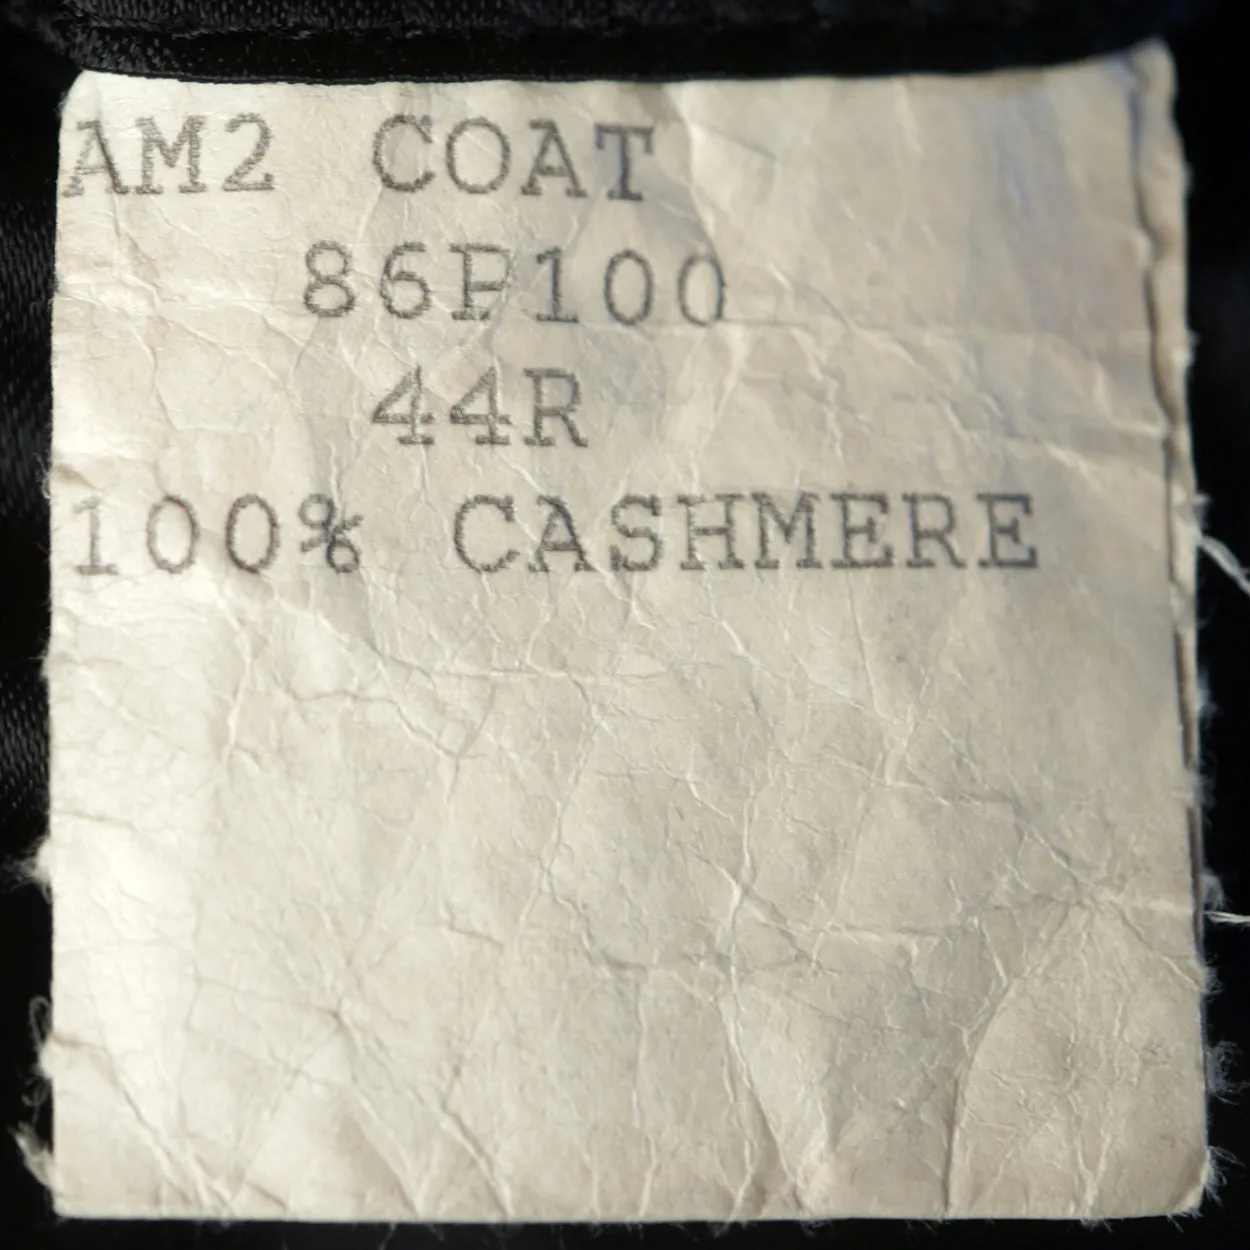 AM2 COAT
86P100
44R
100% CASHMERE